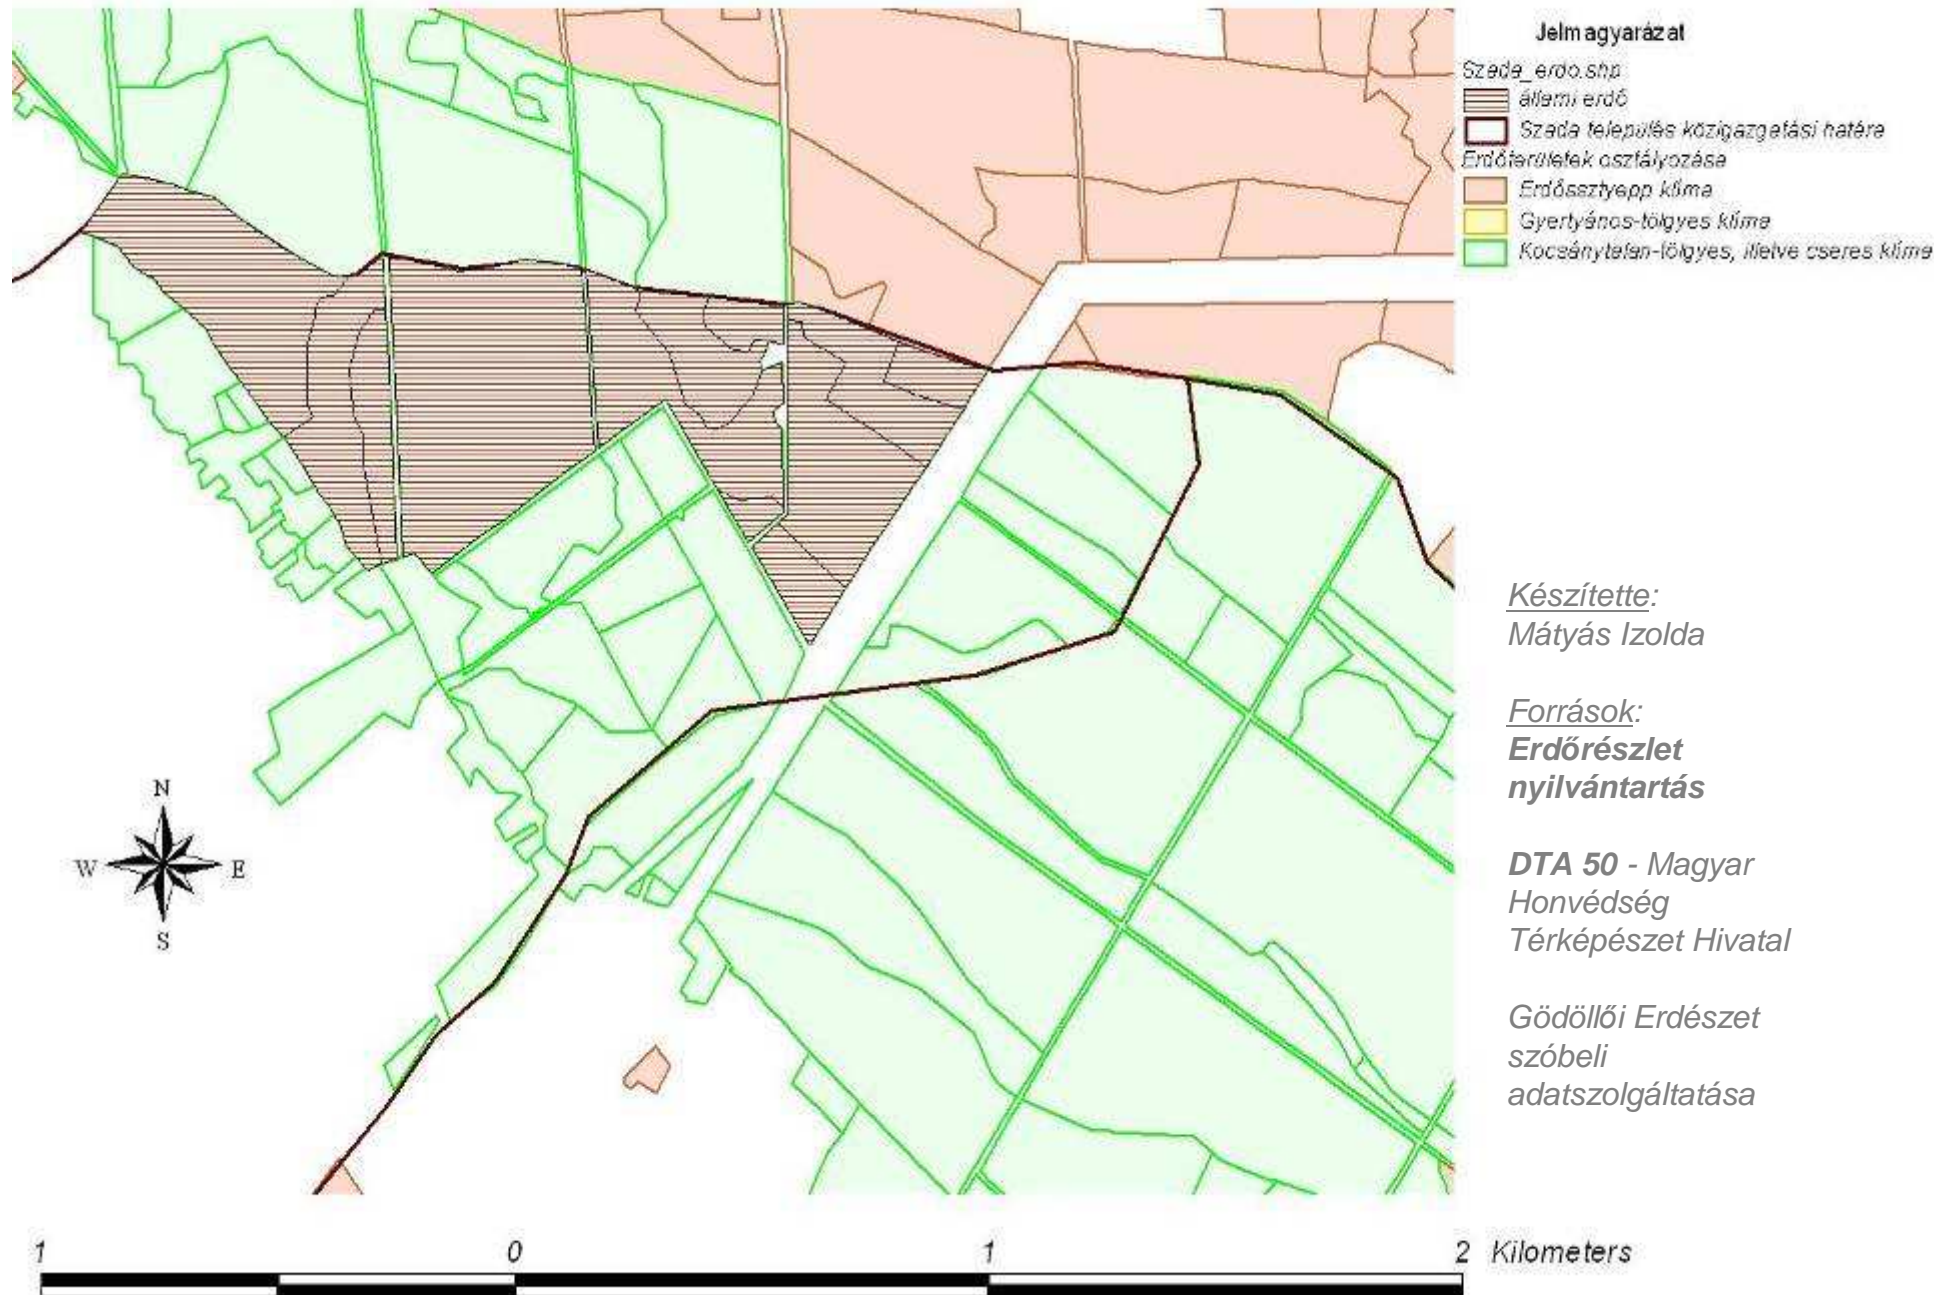 Jelmagyarázat
Szada_erdo.shp
állami erdő
Szada település közigazgatási határa
Erdőterületek osztályozása
Erdőssztyepp klíma
Gyertyános-tölgyes klíma
Kocsánytalan-tölgyes, illetve cseres klíma
Készítette:
Mátyás Izolda
Források:
Erdőrészlet
nyilvántartás
DTA 50 - Magyar
Honvédség
Térképészet Hivatal
Gödöllői Erdészet
szóbeli
adatszolgáltatása
N
W E
S
1 0 1 2 Kilometers